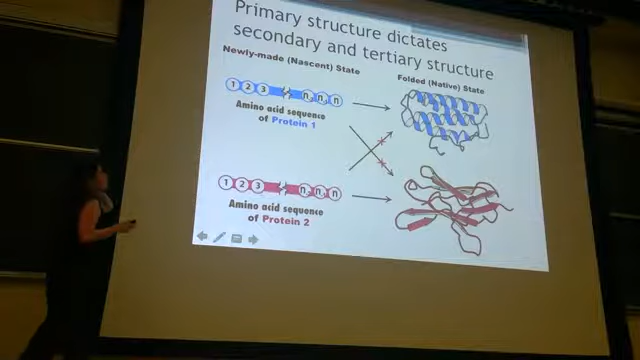 Primary structure dictates
secondary and tertiary structure
Newly-made (Nascent) State
Folded (Native) State
1 2 3
Amino acid sequence
of Protein 1
1 2 3
Amino acid sequence
of Protein 2